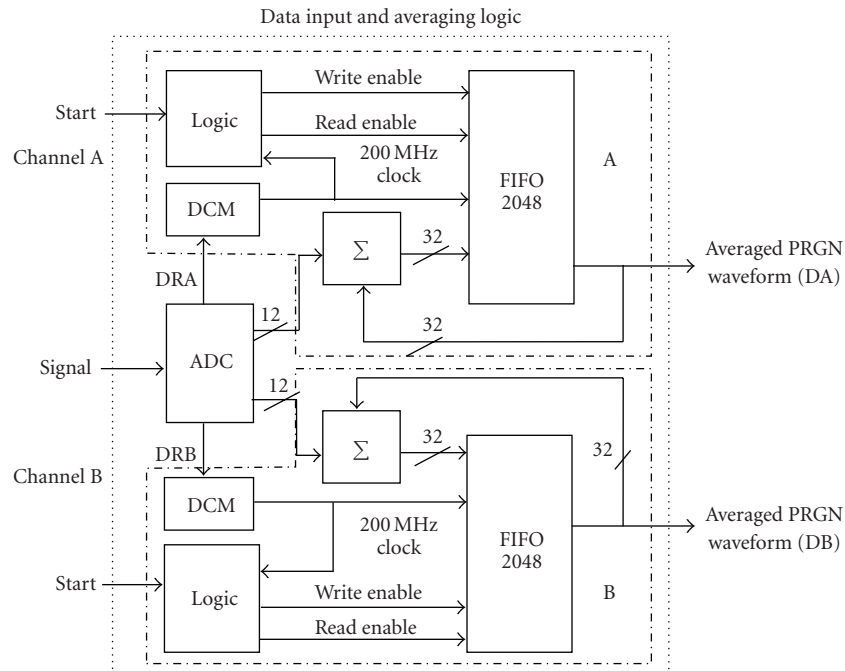 Data input and averaging logic
Start
Channel A
Logic
Write enable
Read enable
200 MHz
clock
DCM
FIFO
2048
A
Σ
32
32
Averaged PRGN
waveform (DA)
DRA
12
Signal
ADC
12
DRB
Channel B
Σ
32
32
DCM
200 MHz
clock
FIFO
2048
Averaged PRGN
waveform (DB)
Start
Logic
Write enable
Read enable
B